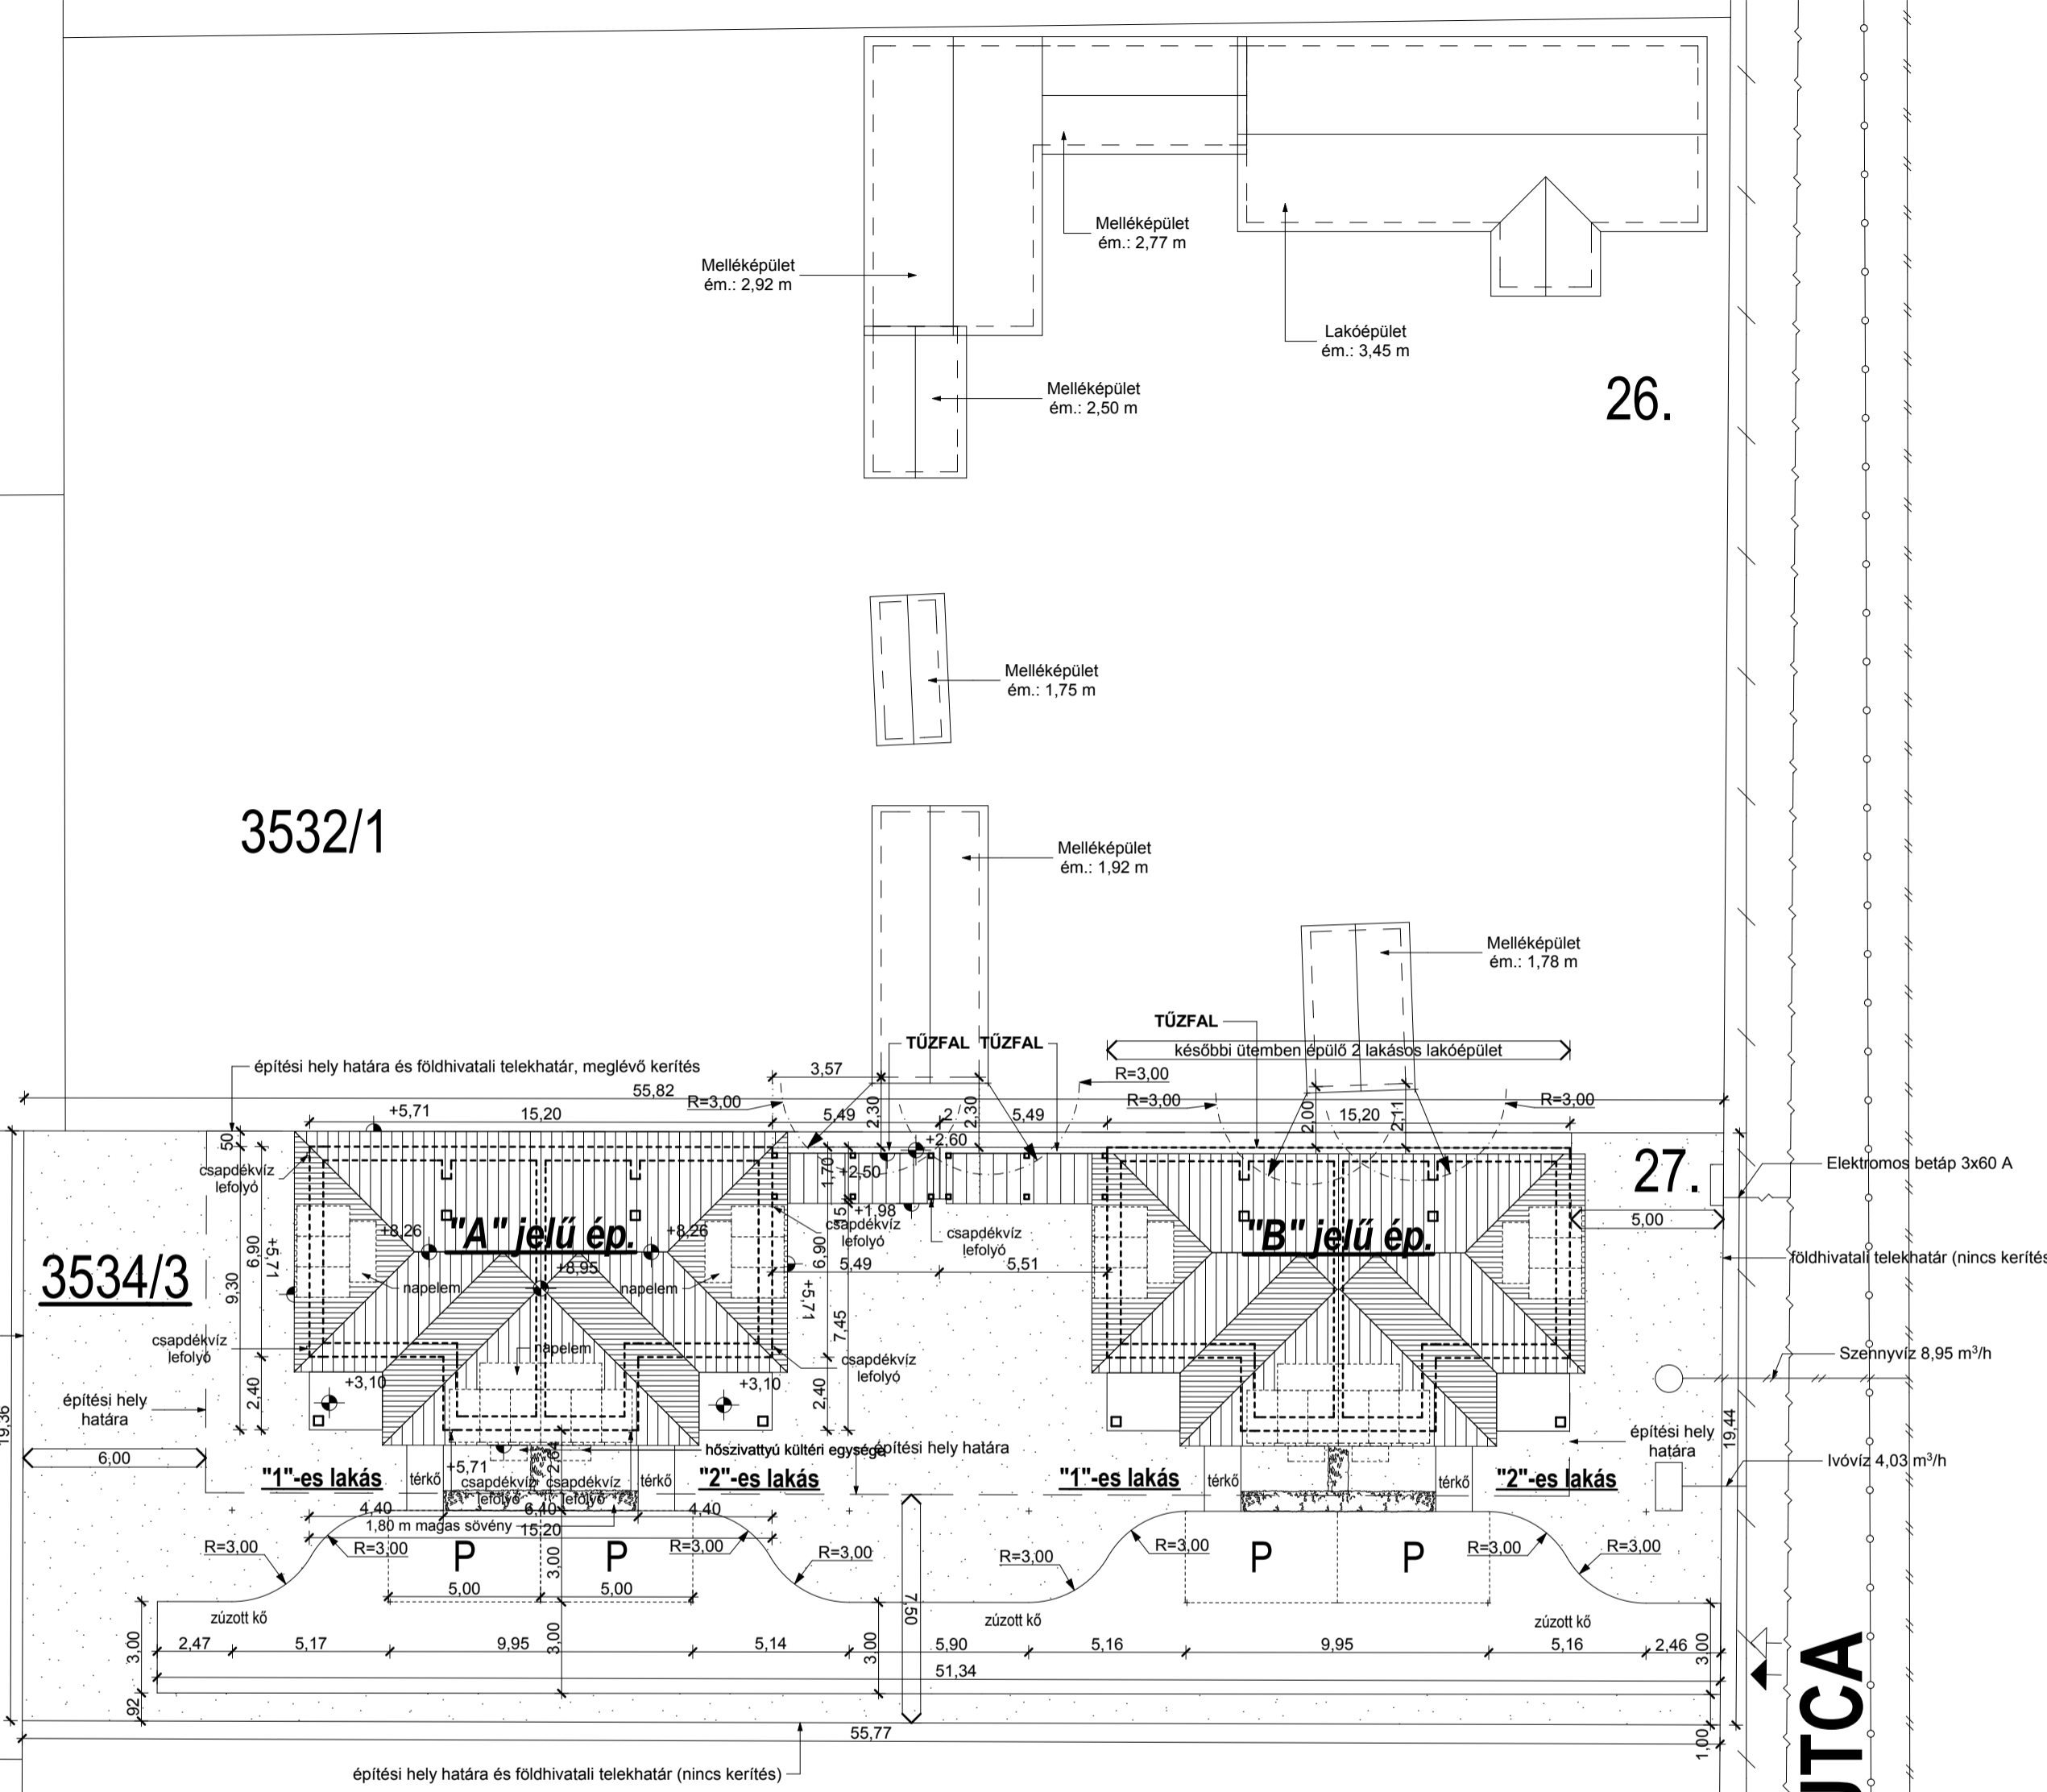 Melléképület
ém.: 2,77 m
Melléképület
ém.: 2,92 m
Lakóépület
ém.: 3,45 m
Melléképület
ém.: 2,50 m
26.
Melléképület
ém.: 1,75 m
3532/1
Melléképület
ém.: 1,92 m
Melléképület
ém.: 1,78 m
TŰZFAL
TŰZFAL TŰZFAL
későbbi ütemben épülő 2 lakásos lakóépület
építési hely határa és földhivatali telekhatár, meglévő kerítés
3,57
R=3,00
55,82
R=3,00
R=3,00
R=3,00
+5,71
15,20
5,49
2,30
2
2,30
5,49
2,00
15,20
2,11
50
+2,60
csapdékvíz
lefolyó
1,70
+2,50
27.
Elektromos betáp 3x60 A
+1,98
csapdékvíz
lefolyó
csapdékvíz
lefolyó
5,00
+8,26
"A" jelű ép.
+8,26
"B" jelű ép.
6,90
+5,71
9,30
+8,95
6,90
5,49
5,51
földhivatali telekhatár (nincs kerítés
3534/3
napelem
napelem
+5,71
7,45
csapdékvíz
lefolyó
csapdékvíz
lefolyó
Szennyvíz 8,95 m³/h
+3,10
+3,10
2,40
2,40
építési hely
határa
19,36
19,44
építési hely
határa
6,00
hőszivattyú kültéri egysége
építési hely határa
2,64
Ivóvíz 4,03 m³/h
"1"-es lakás
térkő
+5,71
csapdékvíz
lefolyó
csapdékvíz
lefolyó
térkő
"2"-es lakás
"1"-es lakás
térkő
térkő
"2"-es lakás
4,40
6,40
4,40
1,80 m magas sövény
15,20
R=3,00
R=3,00
P
3,00
P
R=3,00
R=3,00
R=3,00
R=3,00
P
P
R=3,00
R=3,00
5,00
5,00
7,50
zúzott kő
zúzott kő
zúzott kő
3,00
2,47
5,17
9,95
3,00
5,14
3,00
5,90
5,16
9,95
5,16
2,46
3,00
51,34
92
55,77
1,00
UTCA
építési hely határa és földhivatali telekhatár (nincs kerítés)